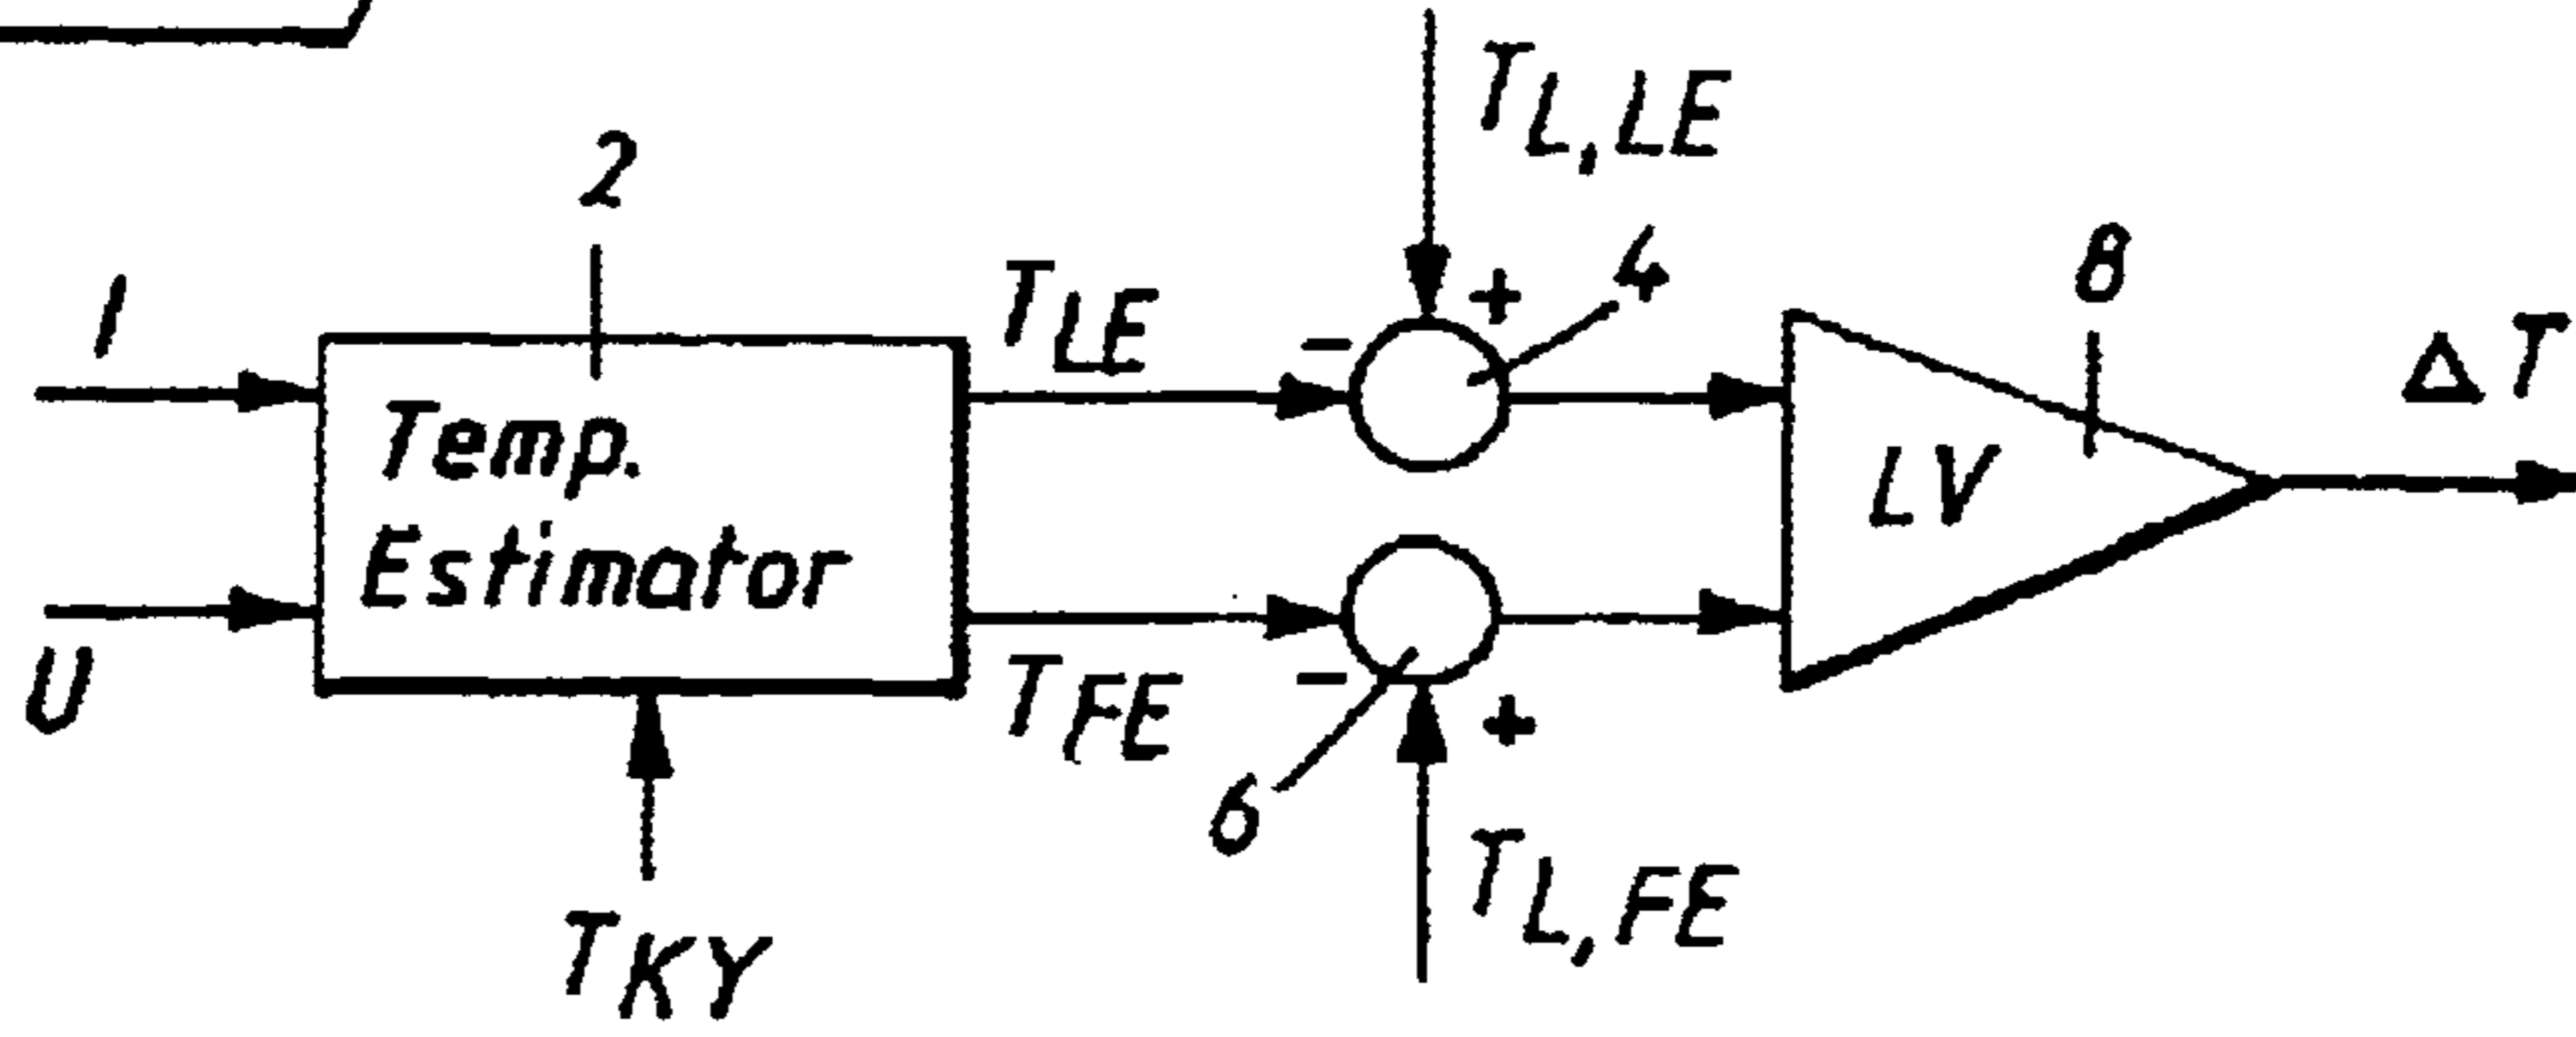 T_L,LE
2
4
8
I
T_LE
+
-
ΔT
Temp.
Estimator
LV
U
T_FE
-
+
6
T_L,FE
T_KY